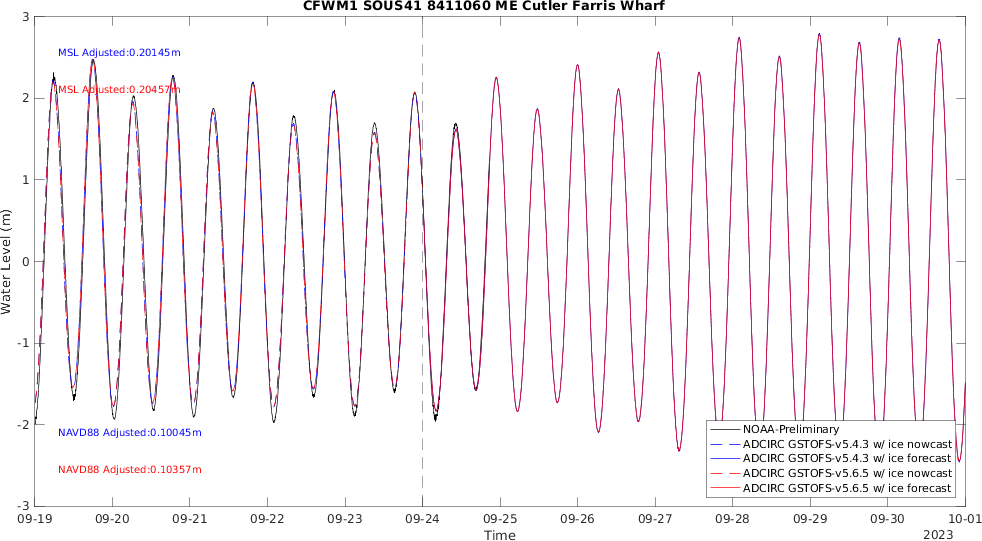 CFWM1 SOUS41 8411060 ME Cutler Farris Wharf
3
MSL Adjusted:0.20145m
MSL Adjusted:0.20457m
2
1
0
-1
-2
-3
Water Level (m)
NAVD88 Adjusted:0.10045m
NAVD88 Adjusted:0.10357m
NOAA-Preliminary
ADCIRC GSTOFS-v5.4.3 w/ ice nowcast
ADCIRC GSTOFS-v5.4.3 w/ ice forecast
ADCIRC GSTOFS-v5.6.5 w/ ice nowcast
ADCIRC GSTOFS-v5.6.5 w/ ice forecast
09-19 09-20 09-21 09-22 09-23 09-24 09-25 09-26 09-27 09-28 09-29 09-30 10-01
Time
2023